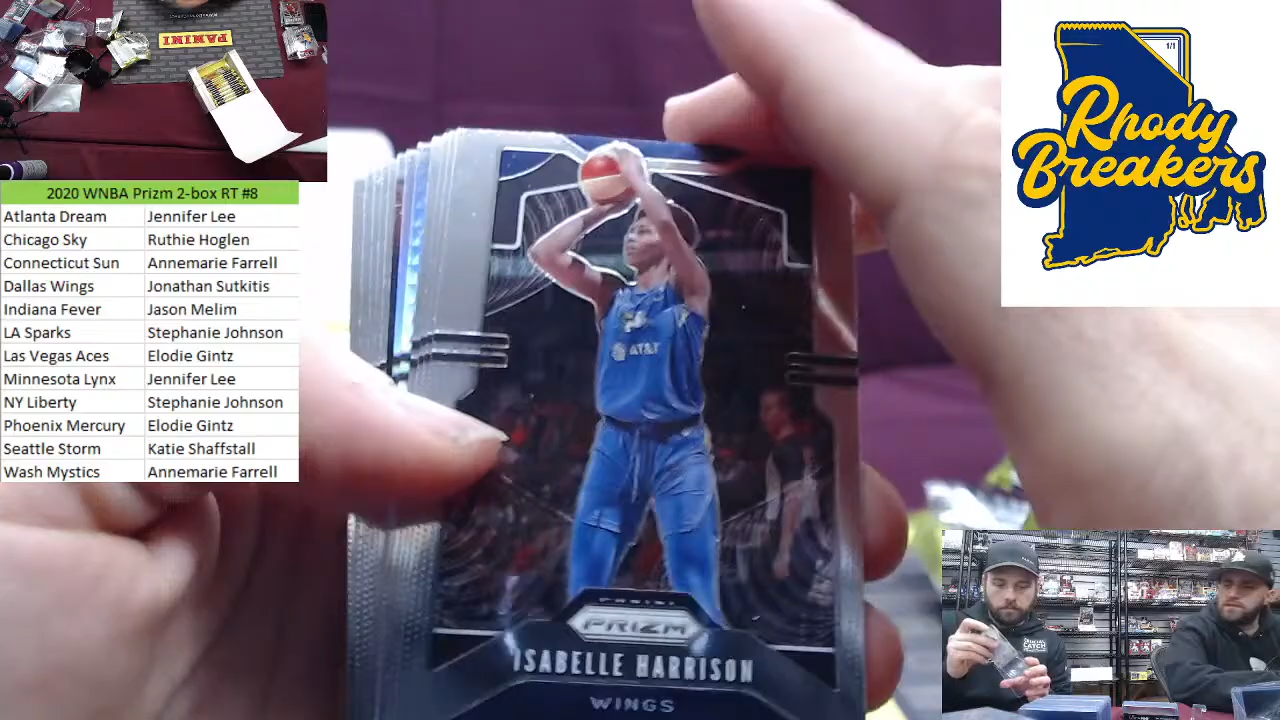 PANINI
2020 WNBA Prizm 2-box RT #8
Atlanta Dream Jennifer Lee
Chicago Sky Ruthie Hoglen
Connecticut Sun Annemarie Farrell
Dallas Wings Jonathan Sutkitis
Indiana Fever Jason Melim
LA Sparks Stephanie Johnson
Las Vegas Aces Elodie Gintz
Minnesota Lynx Jennifer Lee
NY Liberty Stephanie Johnson
Phoenix Mercury Elodie Gintz
Seattle Storm Katie Shaffstall
Wash Mystics Annemarie Farrell
1/1
Rhody
Breakers
AT&T
PANINI
PRIZM
ISABELLE HARRISON
WINGS